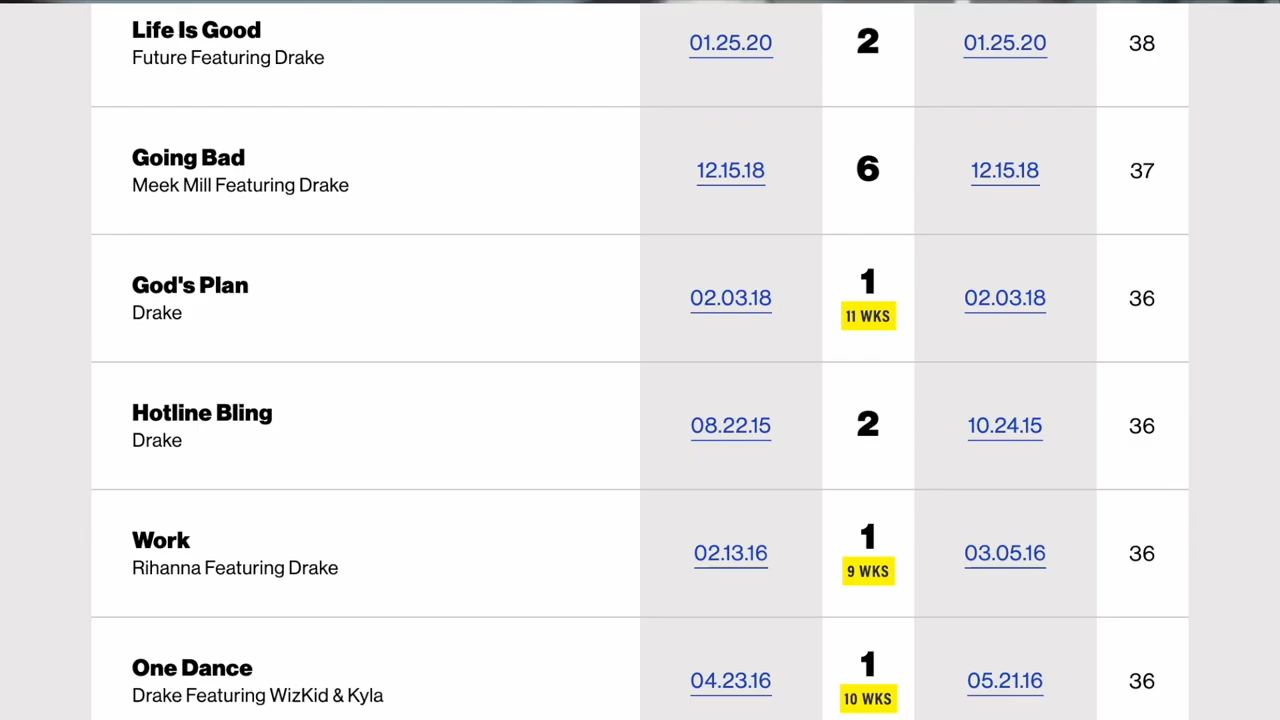 Life Is Good
Future Featuring Drake
01.25.20
2
01.25.20
38
Going Bad
Meek Mill Featuring Drake
12.15.18
6
12.15.18
37
God's Plan
Drake
02.03.18
1
11 WKS
02.03.18
36
Hotline Bling
Drake
08.22.15
2
10.24.15
36
Work
Rihanna Featuring Drake
02.13.16
1
9 WKS
03.05.16
36
One Dance
Drake Featuring WizKid & Kyla
04.23.16
1
10 WKS
05.21.16
36